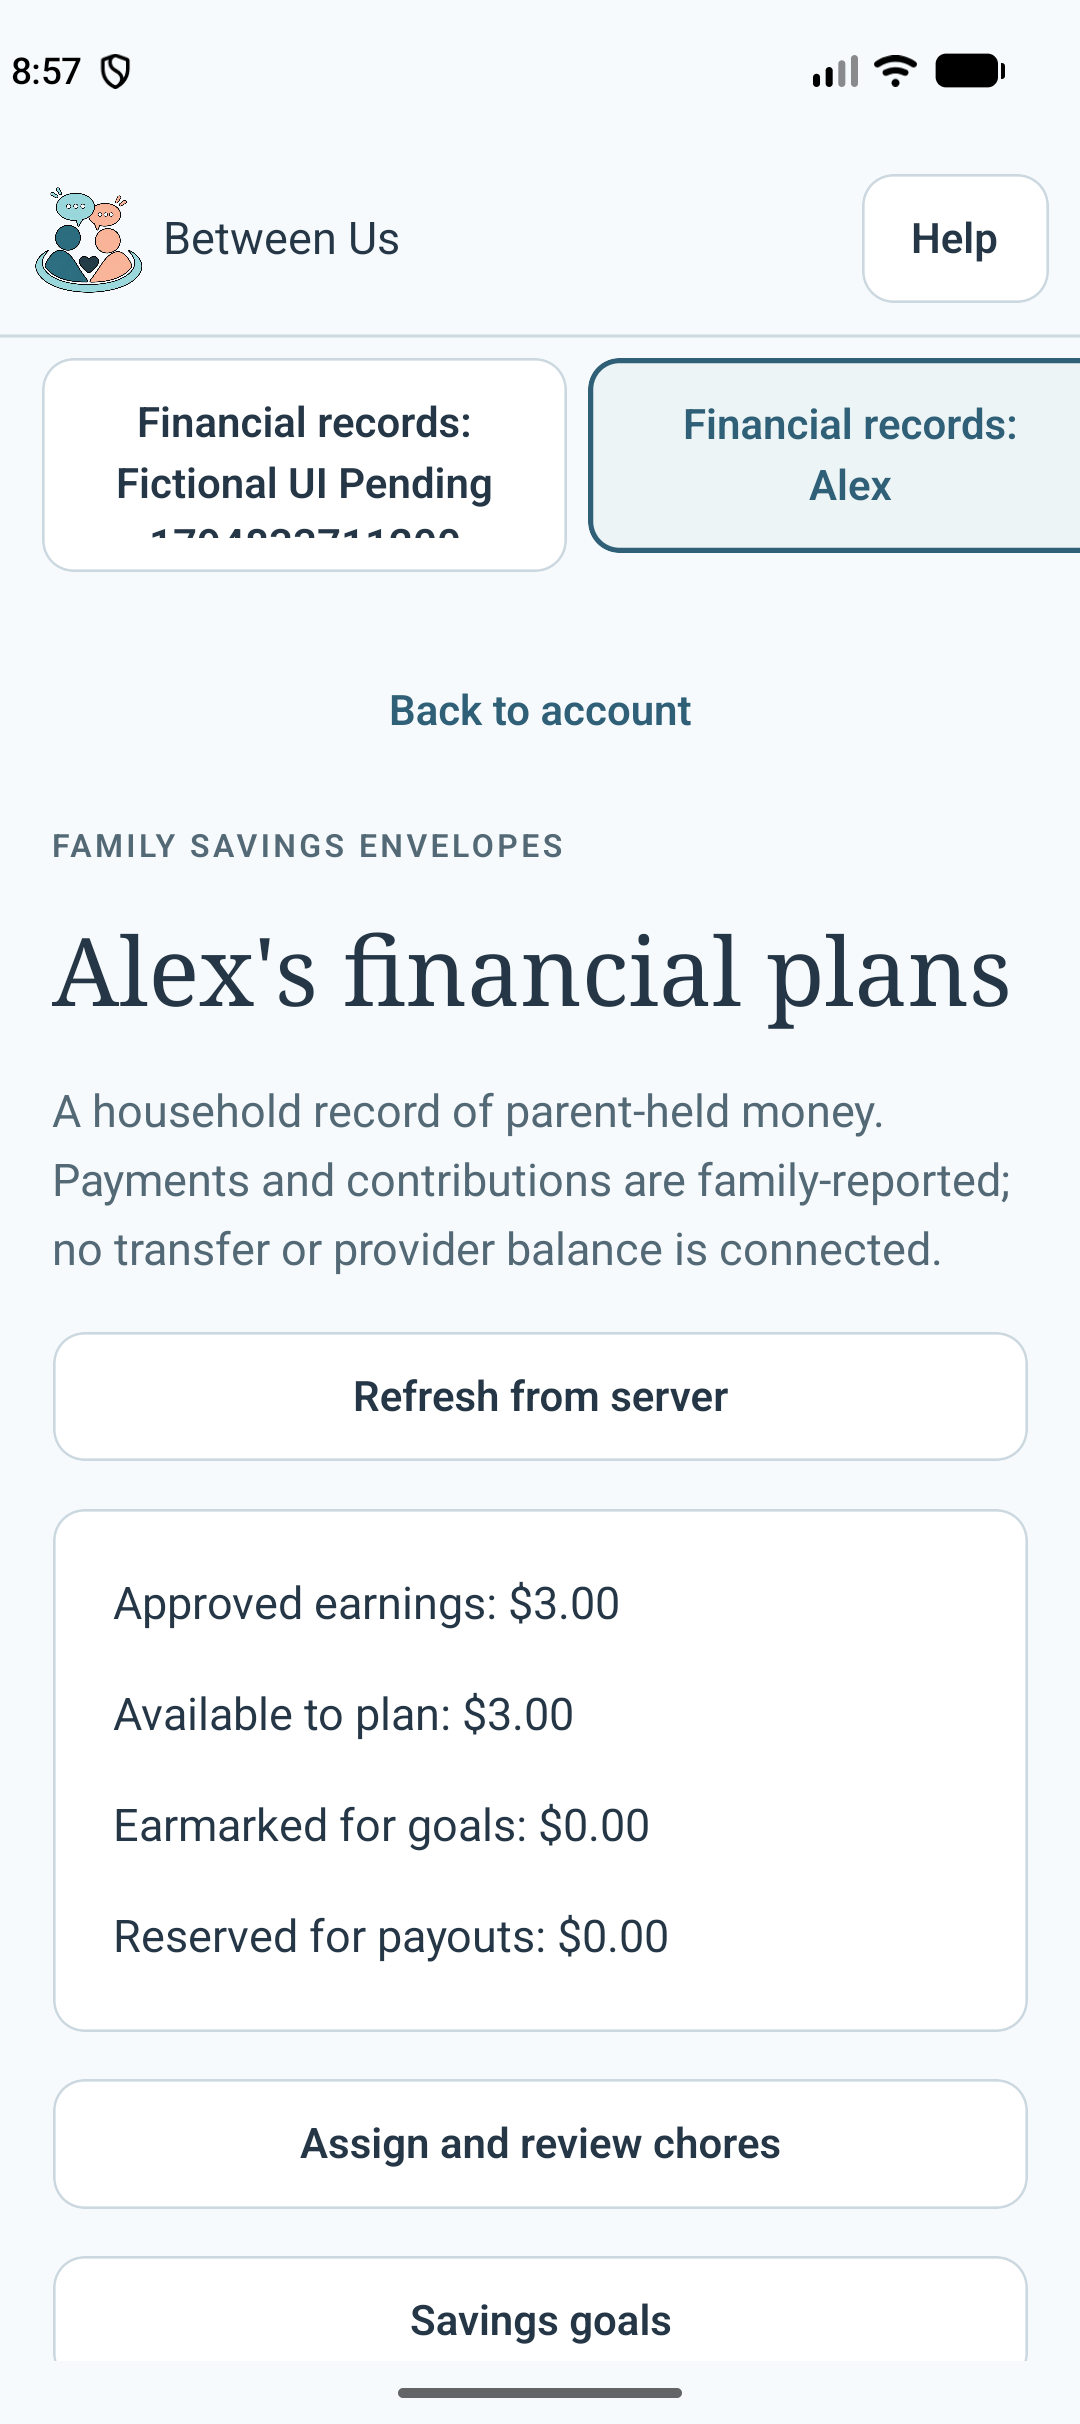 8:57
Between Us
Help
Financial records:
Fictional UI Pending
Financial records:
Alex
Back to account
FAMILY SAVINGS ENVELOPES
Alex's financial plans
A household record of parent-held money.
Payments and contributions are family-reported;
no transfer or provider balance is connected.
Refresh from server
Approved earnings: $3.00
Available to plan: $3.00
Earmarked for goals: $0.00
Reserved for payouts: $0.00
Assign and review chores
Savings goals